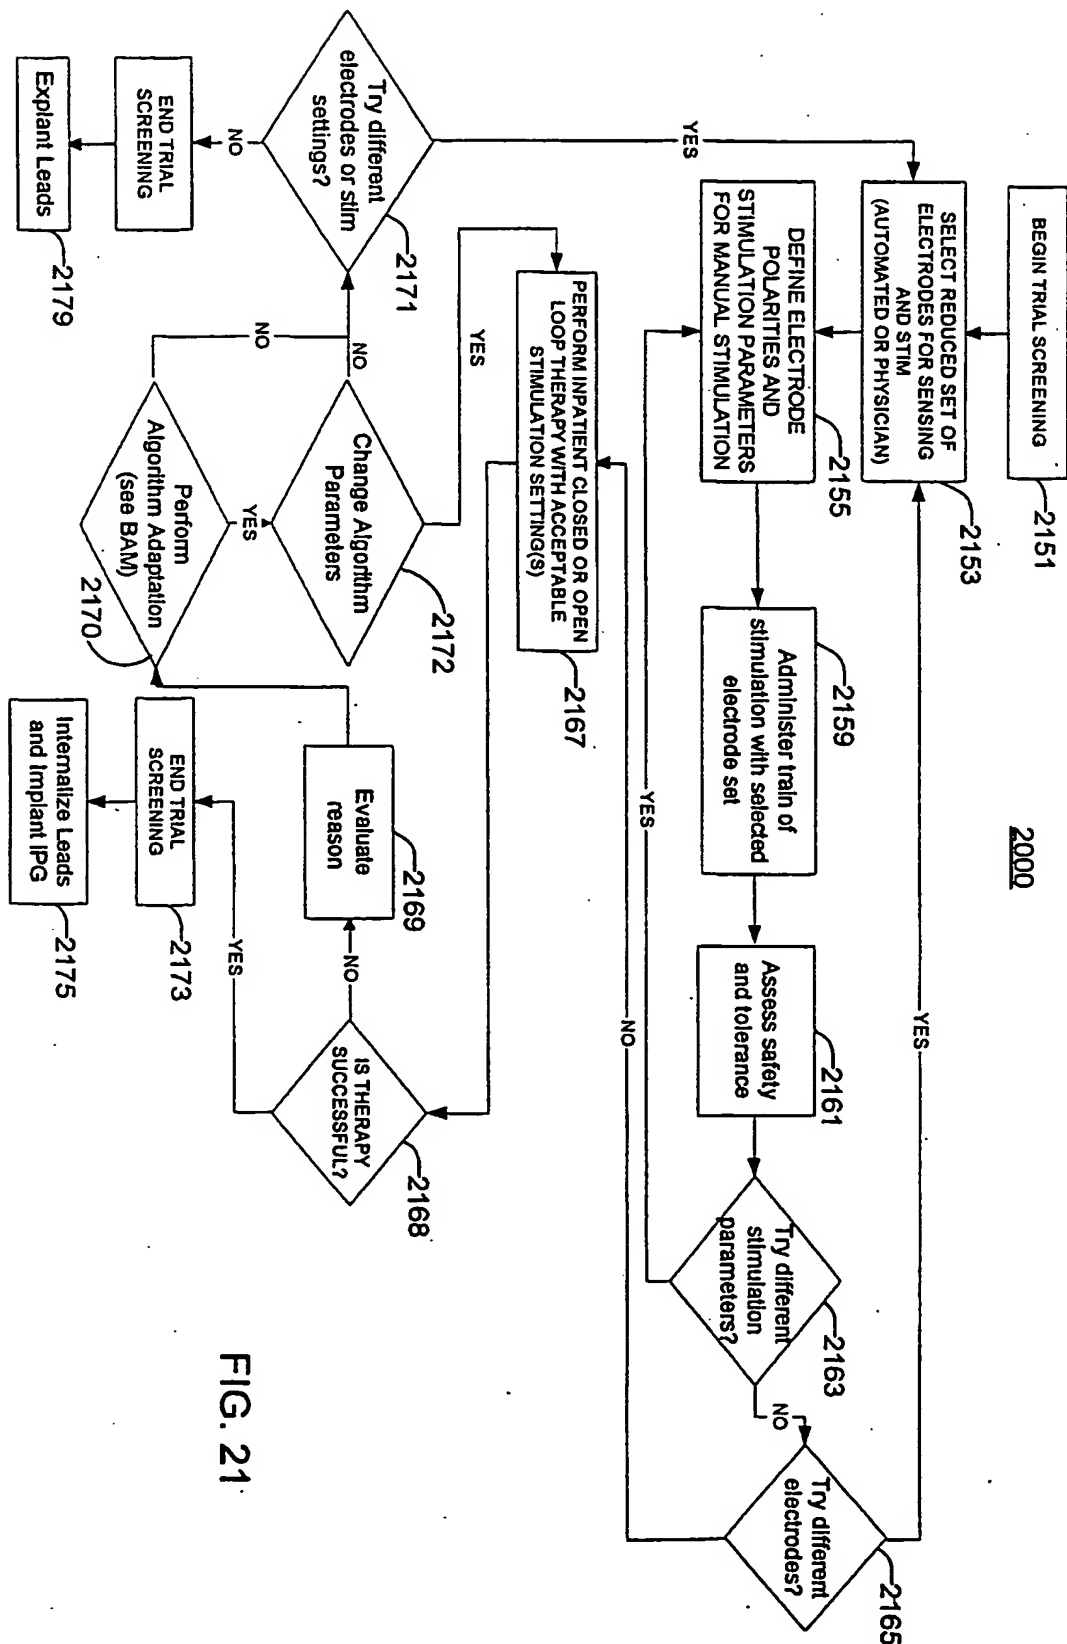 2000
BEGIN TRIAL SCREENING
2151
SELECT REDUCED SET OF
ELECTRODES FOR SENSING
AND STIM
(AUTOMATED OR PHYSICIAN)
2153
DEFINE ELECTRODE
POLARITIES AND
STIMULATION PARAMETERS
FOR MANUAL STIMULATION
2155
Administer train of
stimulation with selected
electrode set
2159
Assess safety
and tolerance
2161
Try different
stimulation
parameters?
2163
NO
YES
Try different
electrodes?
2165
YES
NO
PERFORM INPATIENT CLOSED OR OPEN
LOOP THERAPY WITH ACCEPTABLE
STIMULATION SETTING(S)
2167
IS THERAPY
SUCCESSFUL?
2168
NO
YES
Evaluate
reason
2169
END TRIAL
SCREENING
2173
Internalize Leads
and Implant IPG
2175
Perform
Algorithm Adaptation
(see BAM)
2170
YES
NO
Change Algorithm
Parameters
2172
YES
NO
Try different
electrodes or stim
settings?
2171
YES
NO
END TRIAL
SCREENING
Explant Leads
2179
FIG. 21